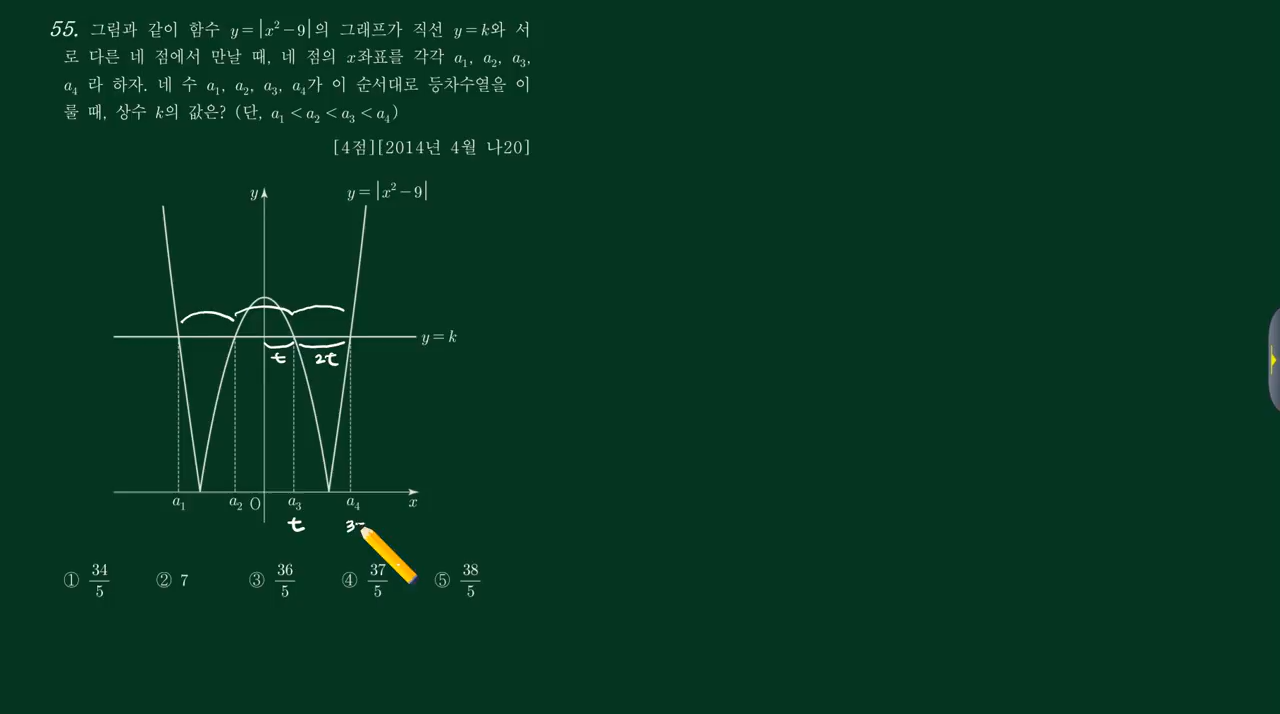 55. 그림과 같이 함수 y=|x²-9|의 그래프가 직선 y=k와 서
로 다른 네 점에서 만날 때, 네 점의 x좌표를 각각 a₁, a₂, a₃,
a₄ 라 하자. 네 수 a₁, a₂, a₃, a₄가 이 순서대로 등차수열을 이
룰 때, 상수 k의 값은? (단, a₁<a₂<a₃<a₄)
[4점][2014년 4월 나20]
y y=|x²-9|
y=k
t 2t
a₁ a₂ O a₃ a₄ x
t 3
① 34/5 ② 7 ③ 36/5 ④ 37/5 ⑤ 38/5